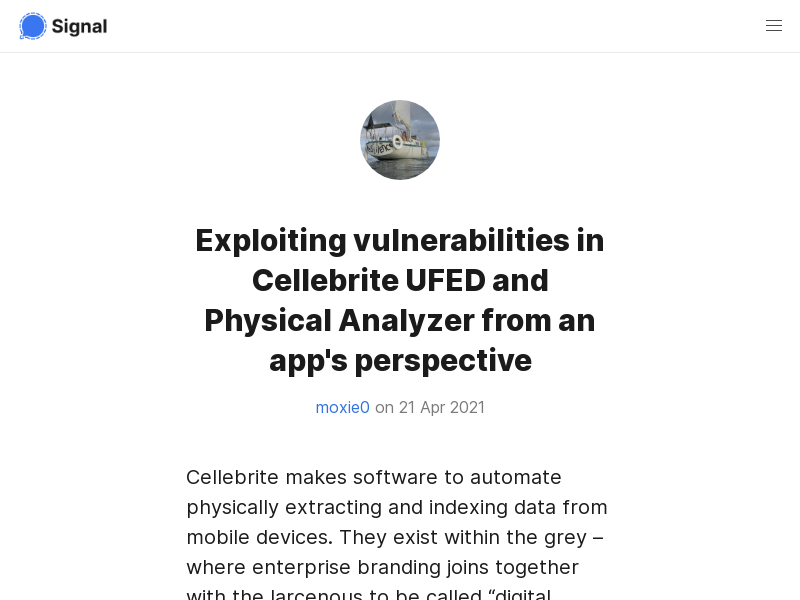 Signal
Exploiting vulnerabilities in
Cellebrite UFED and
Physical Analyzer from an
app's perspective
moxie0 on 21 Apr 2021
Cellebrite makes software to automate
physically extracting and indexing data from
mobile devices. They exist within the grey –
where enterprise branding joins together
with the larcenous to be called “digital